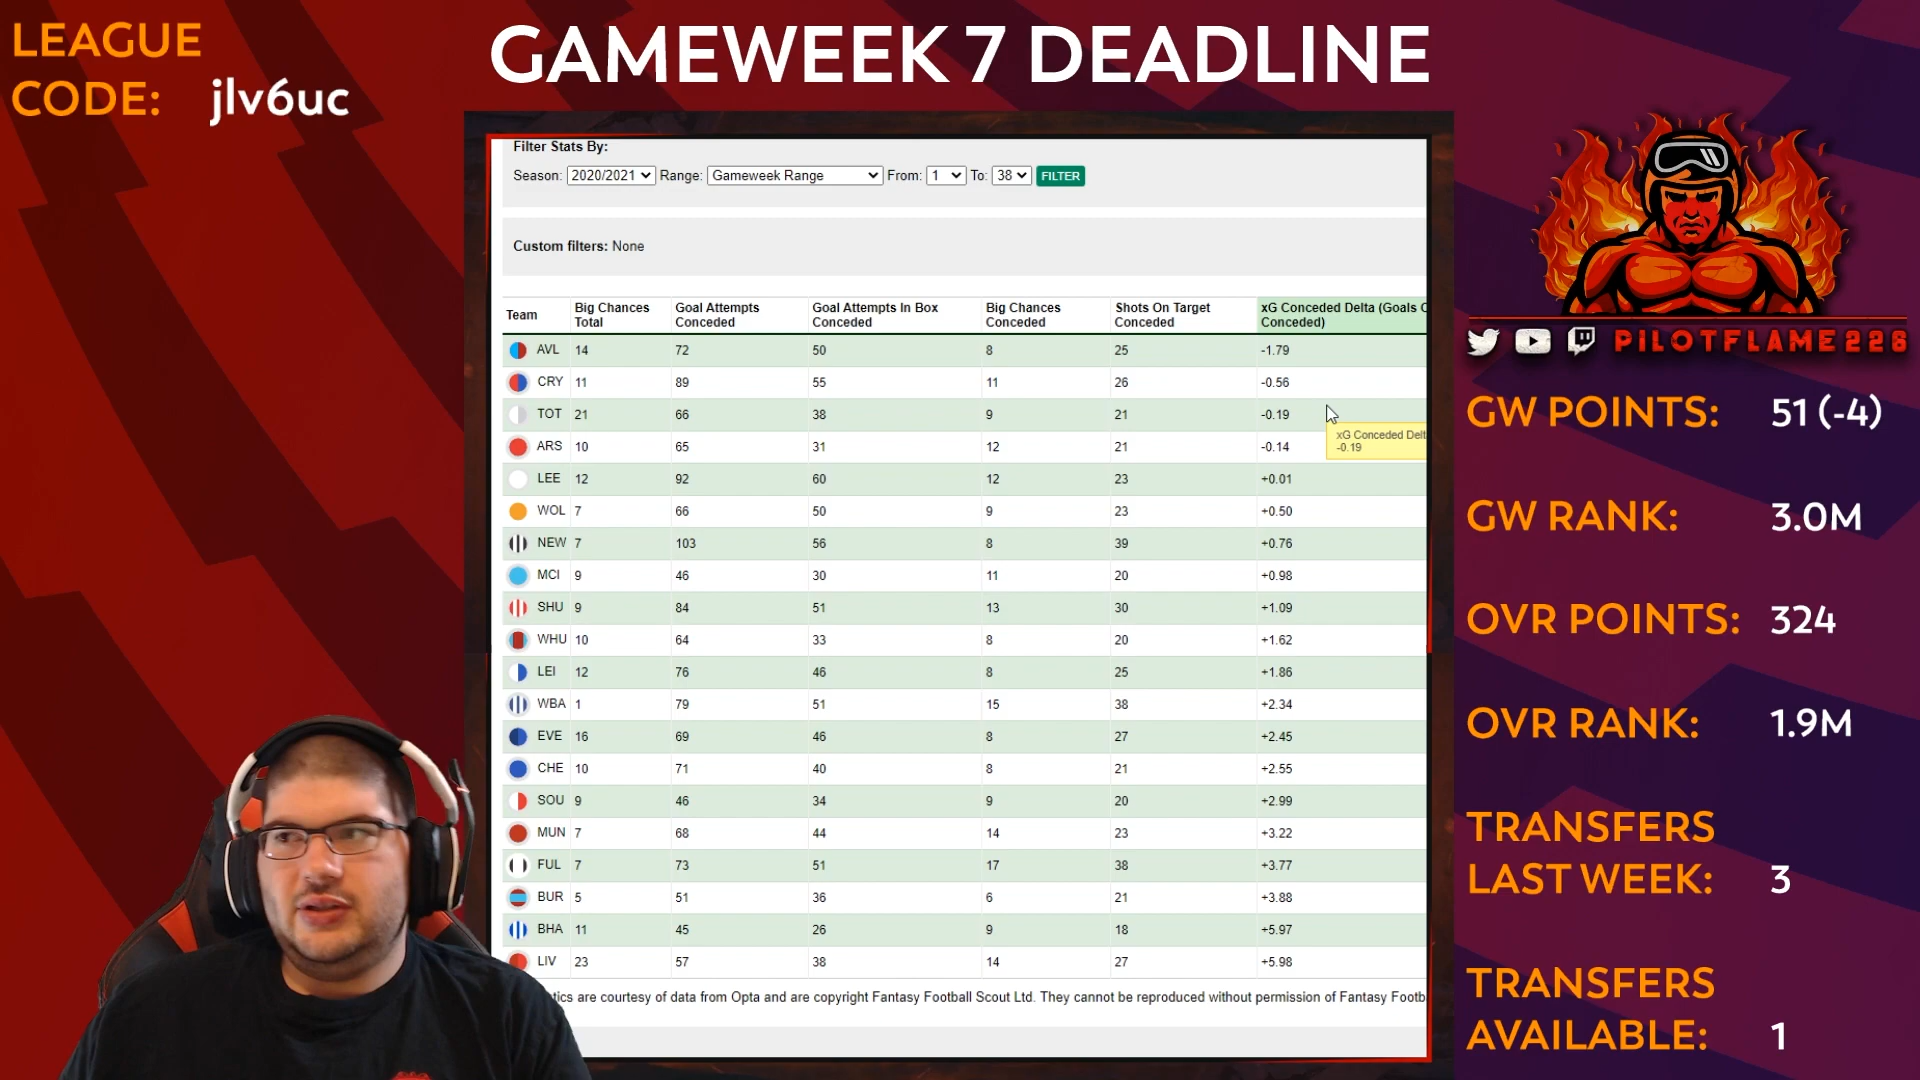 LEAGUE
CODE: jlv6uc
GAMEWEEK 7 DEADLINE
Filter Stats By:
Season: 2020/2021 Range: Gameweek Range From: 1 To: 38 FILTER
Custom filters: None
Team Big Chances Total Goal Attempts Conceded Goal Attempts In Box Conceded Big Chances Conceded Shots On Target Conceded xG Conceded Delta (Goals C Conceded)
AVL 14 72 50 8 25 -1.79
CRY 11 89 55 11 26 -0.56
TOT 21 66 38 9 21 -0.19
ARS 10 65 31 12 21 -0.14
xG Conceded Delt
-0.19
LEE 12 92 60 12 23 +0.01
WOL 7 66 50 9 23 +0.50
NEW 7 103 56 8 39 +0.76
MCI 9 46 30 11 20 +0.98
SHU 9 84 51 13 30 +1.09
WHU 10 64 33 8 20 +1.62
LEI 12 76 46 8 25 +1.86
WBA 1 79 51 15 38 +2.34
EVE 16 69 46 8 27 +2.45
CHE 10 71 40 8 21 +2.55
SOU 9 46 34 9 20 +2.99
MUN 7 68 44 14 23 +3.22
FUL 7 73 51 17 38 +3.77
BUR 5 51 36 6 21 +3.88
BHA 11 45 26 9 18 +5.97
LIV 23 57 38 14 27 +5.98
tics are courtesy of data from Opta and are copyright Fantasy Football Scout Ltd. They cannot be reproduced without permission of Fantasy Footb
PILOTFLAME226
GW POINTS: 51 (-4)
GW RANK: 3.0M
OVR POINTS: 324
OVR RANK: 1.9M
TRANSFERS
LAST WEEK: 3
TRANSFERS
AVAILABLE: 1